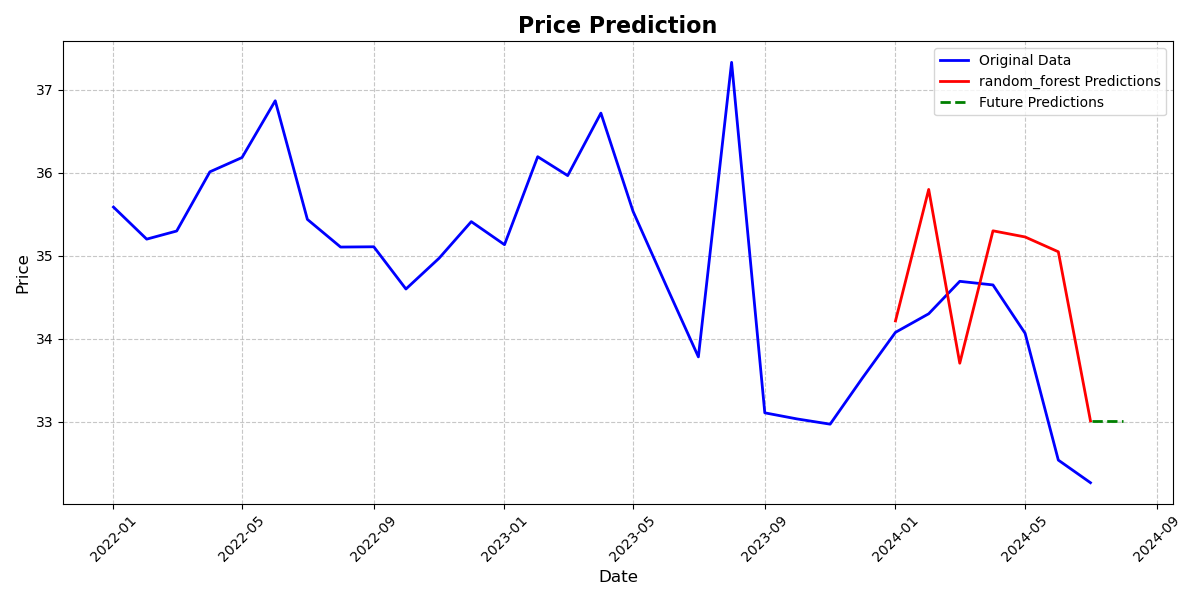 Price Prediction
Original Data
random_forest Predictions
Future Predictions
Price
37
36
35
34
33
2022-01
2022-05
2022-09
2023-01
2023-05
2023-09
2024-01
2024-05
2024-09
Date